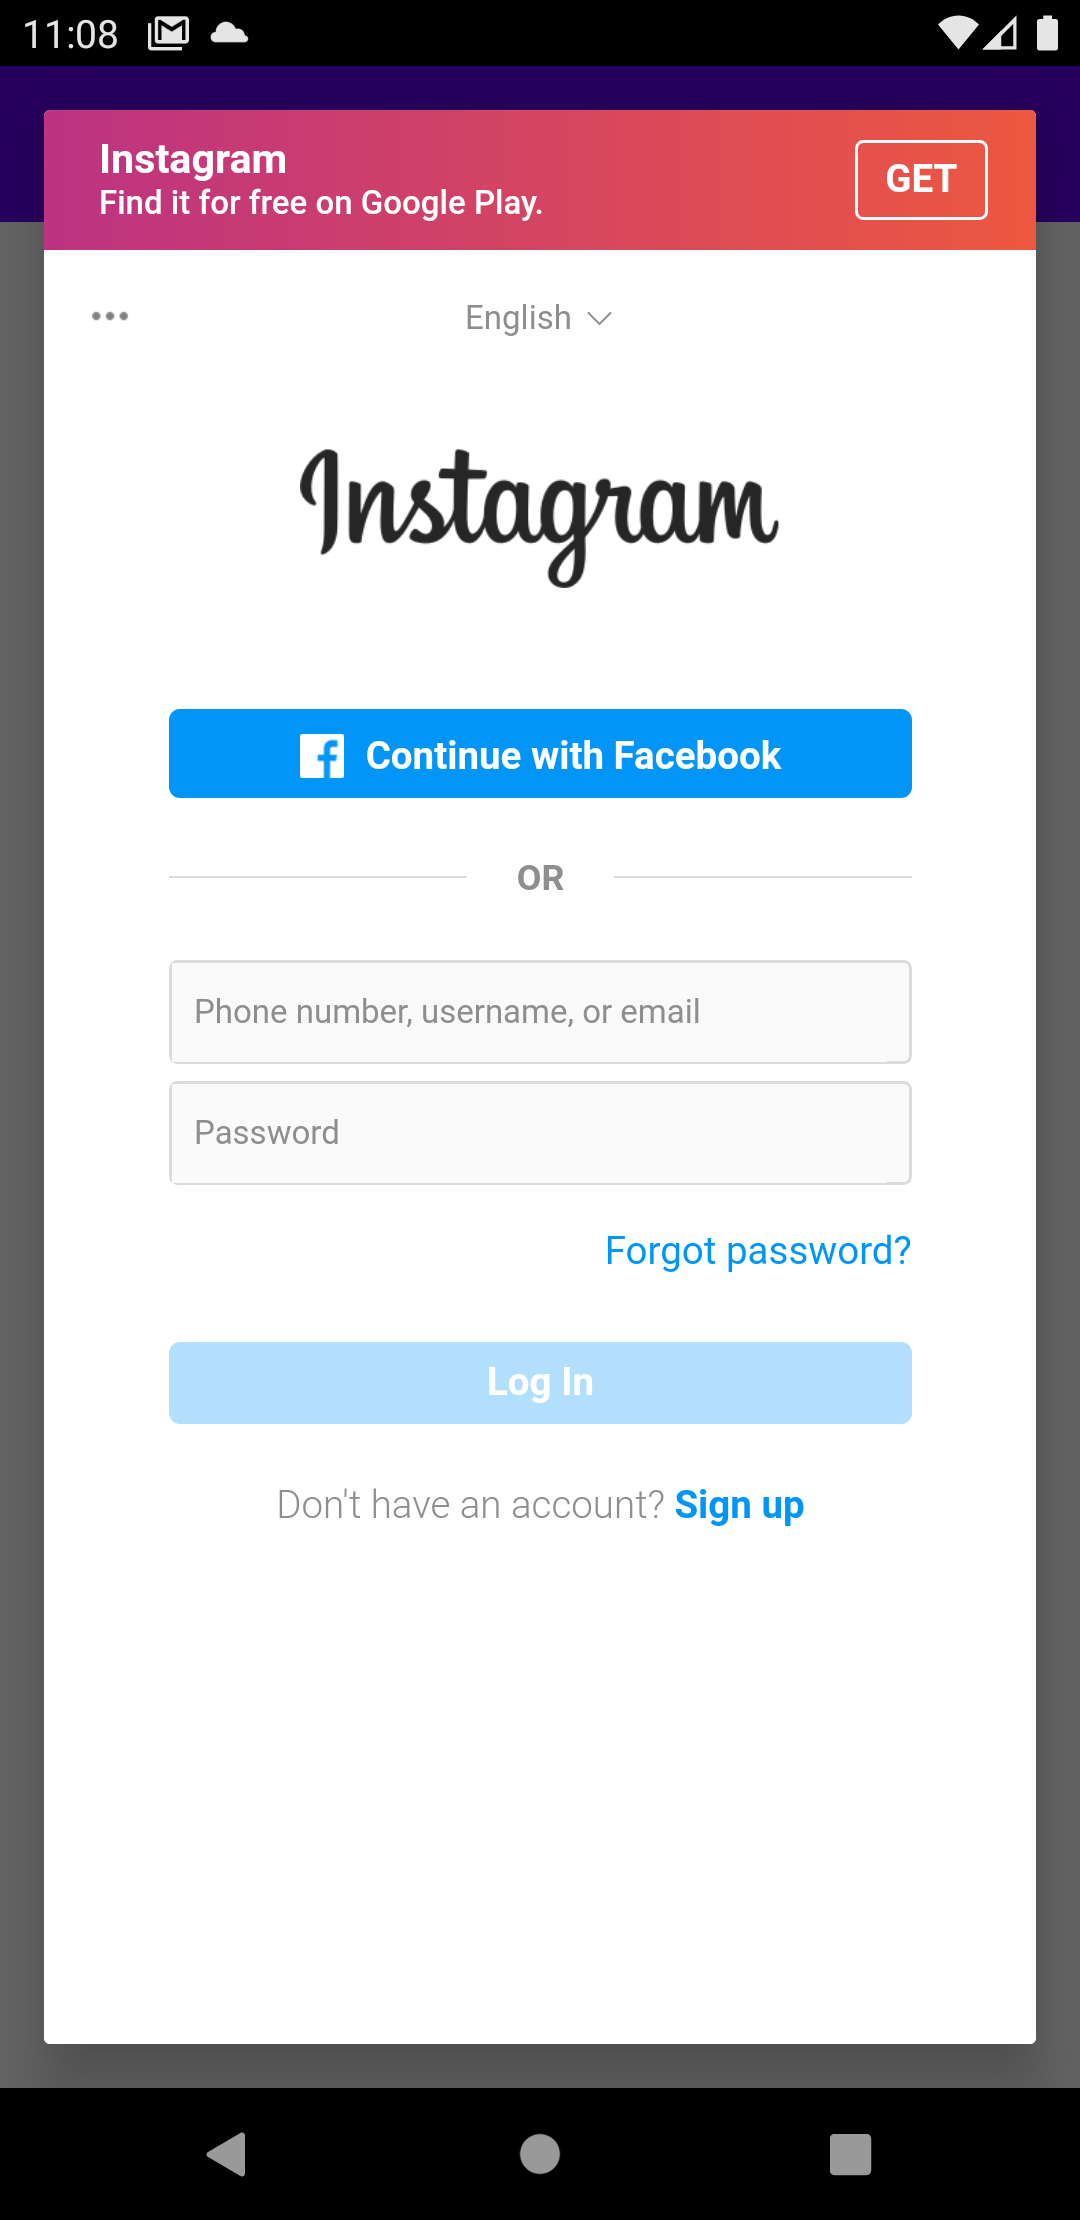 11:08
Instagram
Find it for free on Google Play.
GET
English
Instagram
Continue with Facebook
OR
Phone number, username, or email
Password
Forgot password?
Log In
Don't have an account? Sign up